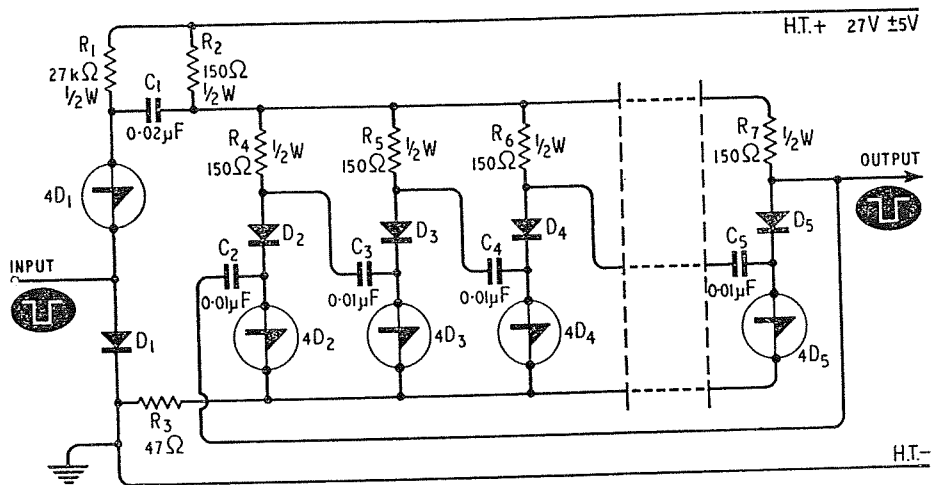 H.T.+ 27V ±5V
R1
27kΩ
½W
C1
0·02μF
R2
150Ω
½W
R4
150Ω
½W
R5
150Ω
½W
R6
150Ω
½W
R7
150Ω
½W
OUTPUT
4D1
D2
D3
D4
D5
C2
0·01μF
C3
0·01μF
C4
0·01μF
C5
0·01μF
INPUT
4D2
4D3
4D4
4D5
D1
R3
47Ω
H.T.–